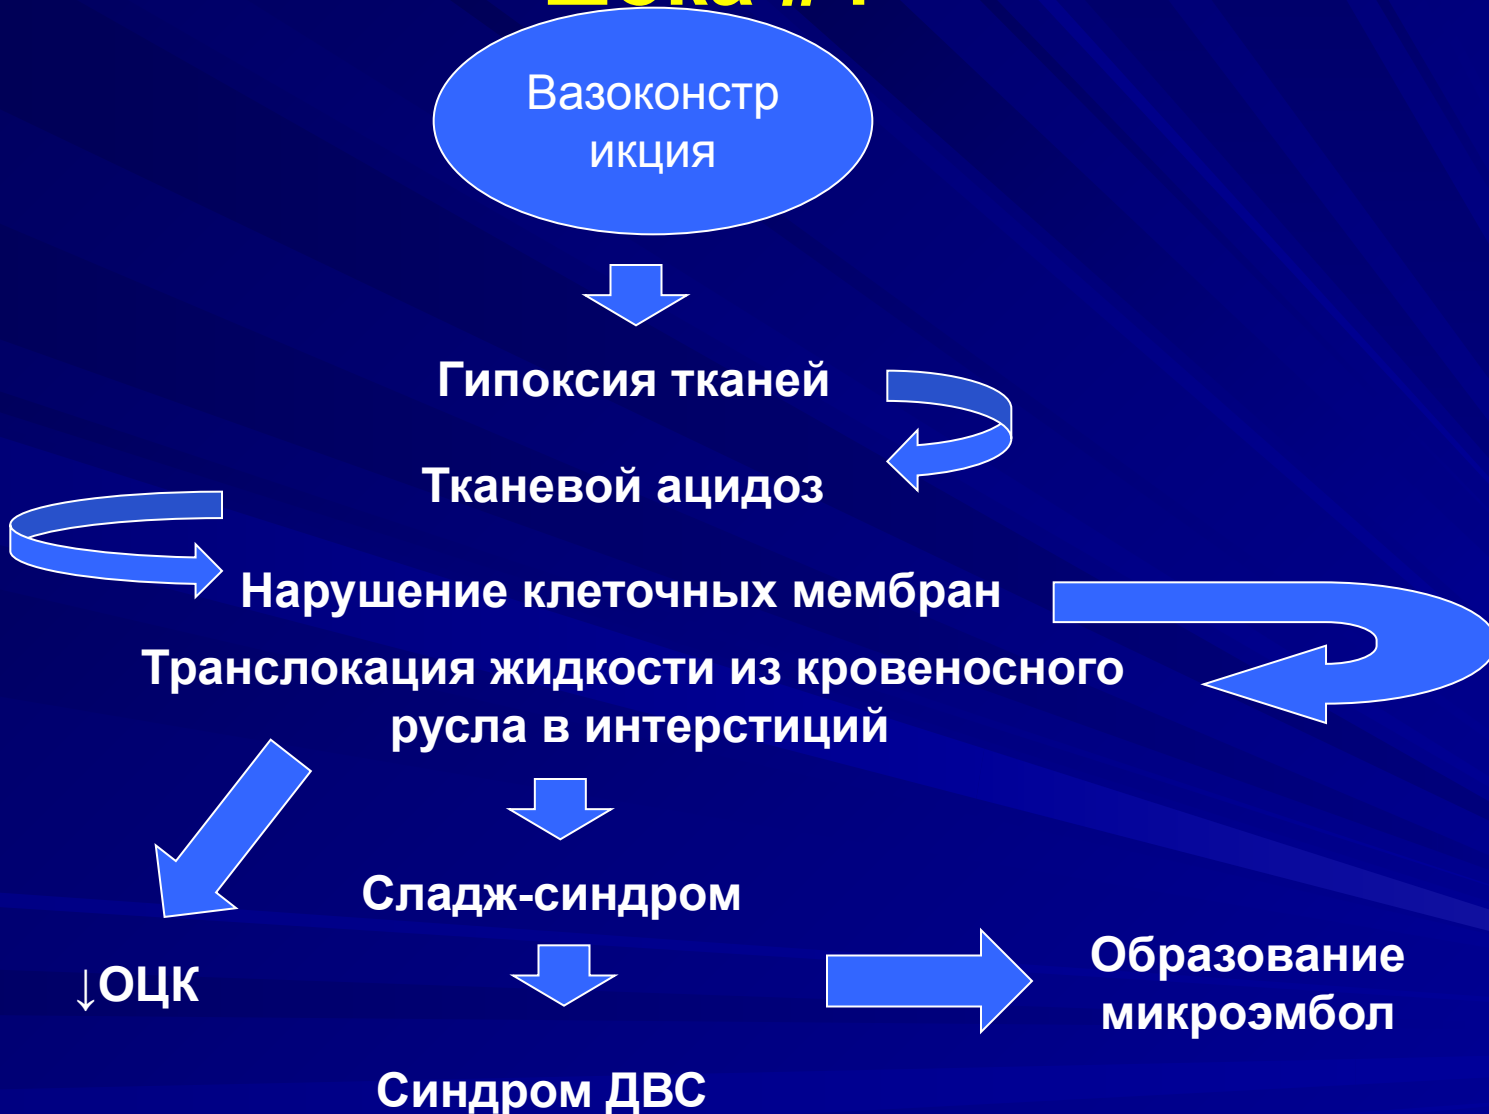 Вазоконстр
икция
Гипоксия тканей
Тканевой ацидоз
Нарушение клеточных мембран
Транслокация жидкости из кровеносного
русла в интерстиций
Сладж-синдром
↓ОЦК
Образование
микроэмбол
Синдром ДВС